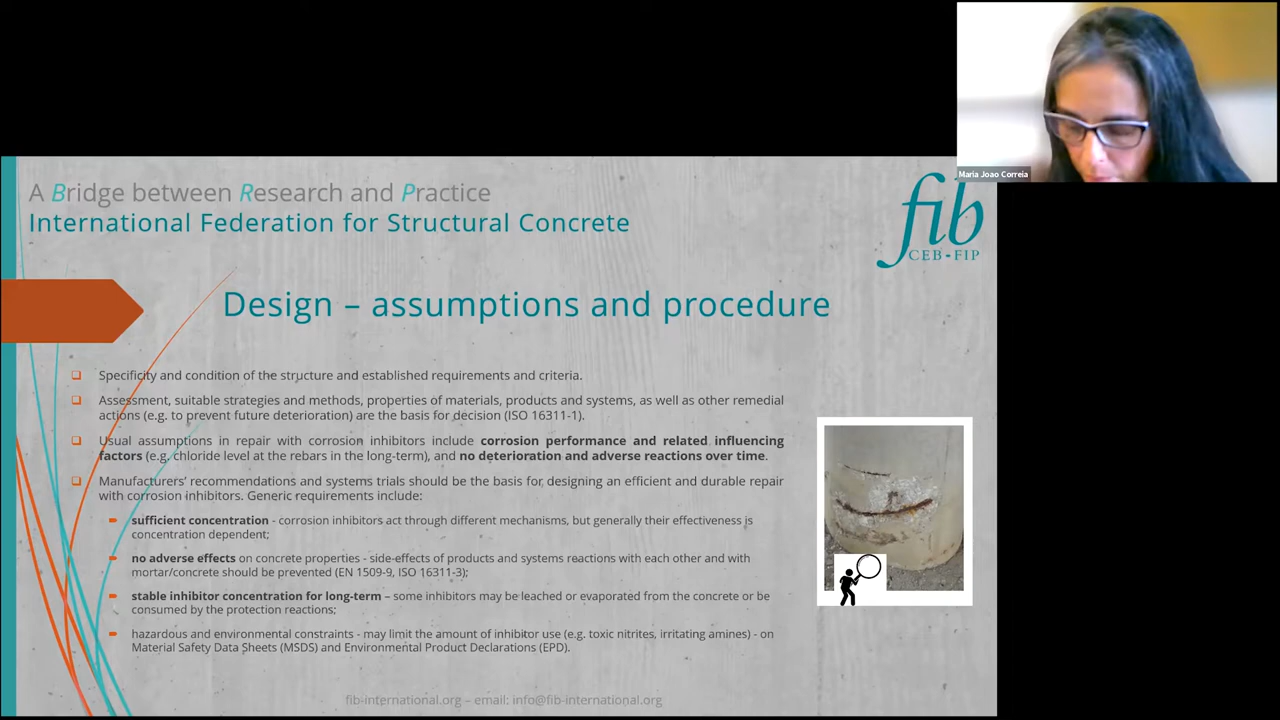 Maria Joao Correia
A Bridge between Research and Practice
International Federation for Structural Concrete
fib
CEB-FIP
Design – assumptions and procedure
Specificity and condition of the structure and established requirements and criteria.
Assessment, suitable strategies and methods, properties of materials, products and systems, as well as other remedial
actions (e.g. to prevent future deterioration) are the basis for decision (ISO 16311-1).
Usual assumptions in repair with corrosion inhibitors include corrosion performance and related influencing
factors (e.g. chloride level at the rebars in the long-term), and no deterioration and adverse reactions over time.
Manufacturers' recommendations and systems trials should be the basis for designing an efficient and durable repair
with corrosion inhibitors. Generic requirements include:
sufficient concentration - corrosion inhibitors act through different mechanisms, but generally their effectiveness is
concentration dependent;
no adverse effects on concrete properties - side-effects of products and systems reactions with each other and with
mortar/concrete should be prevented (EN 1509-9, ISO 16311-3);
stable inhibitor concentration for long-term – some inhibitors may be leached or evaporated from the concrete or be
consumed by the protection reactions;
hazardous and environmental constraints - may limit the amount of inhibitor use (e.g. toxic nitrites, irritating amines) - on
Material Safety Data Sheets (MSDS) and Environmental Product Declarations (EPD).
fib-international.org – email: info@fib-international.org